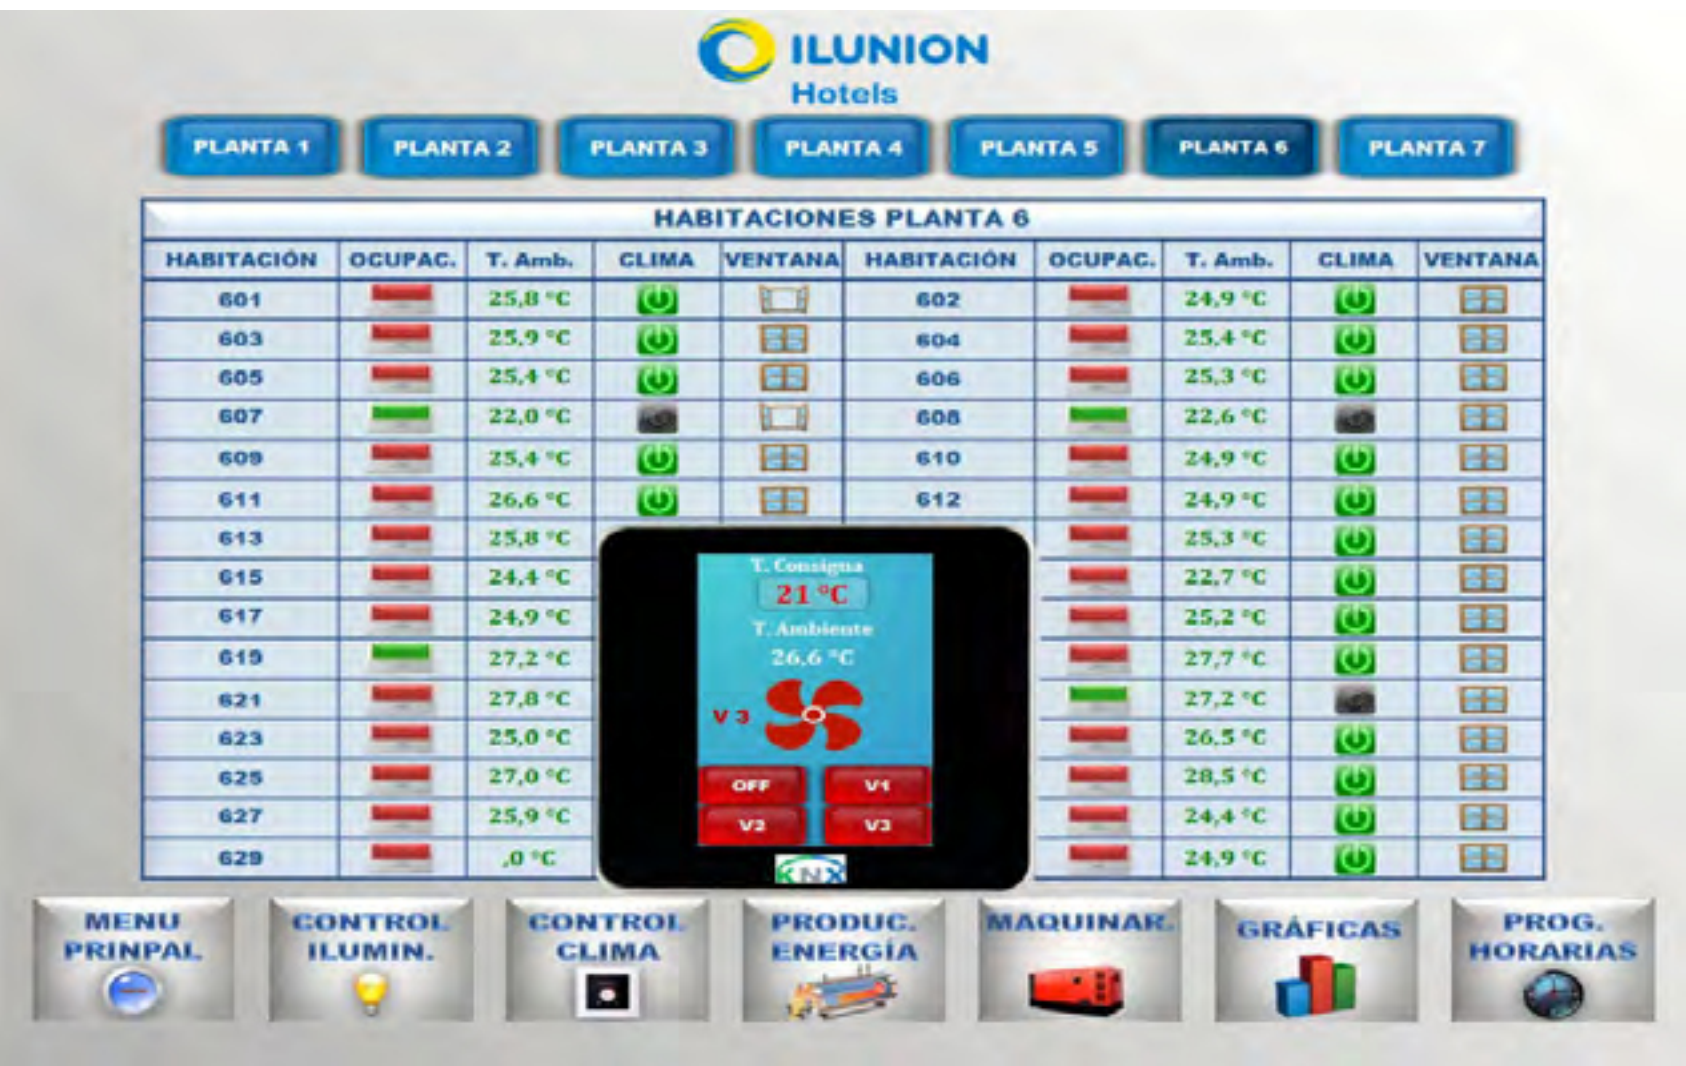 ILUNION
Hotels
PLANTA 1 PLANTA 2 PLANTA 3 PLANTA 4 PLANTA 5 PLANTA 6 PLANTA 7
HABITACIONES PLANTA 6
HABITACIÓN OCUPAC. T. Amb. CLIMA VENTANA HABITACIÓN OCUPAC. T. Amb. CLIMA VENTANA
601 25,8 °C 602 24,9 °C
603 25,9 °C 604 25,4 °C
605 25,4 °C 606 25,3 °C
607 22,0 °C 608 22,6 °C
609 25,4 °C 610 24,9 °C
611 26,6 °C 612 24,9 °C
613 25,8 °C 25,3 °C
615 24,4 °C 22,7 °C
617 24,9 °C 25,2 °C
619 27,2 °C 27,7 °C
621 27,8 °C 27,2 °C
623 25,0 °C 26,5 °C
625 27,0 °C 28,5 °C
627 25,9 °C 24,4 °C
629 ,0 °C 24,9 °C
T. Consigna
21 °C
T. Ambiente
26,6 °C
V 3
OFF V1
V2 V3
KNX
MENU
PRINPAL
CONTROL
ILUMIN.
CONTROL
CLIMA
PRODUC.
ENERGÍA
MAQUINAR.
GRÁFICAS
PROG.
HORARIAS